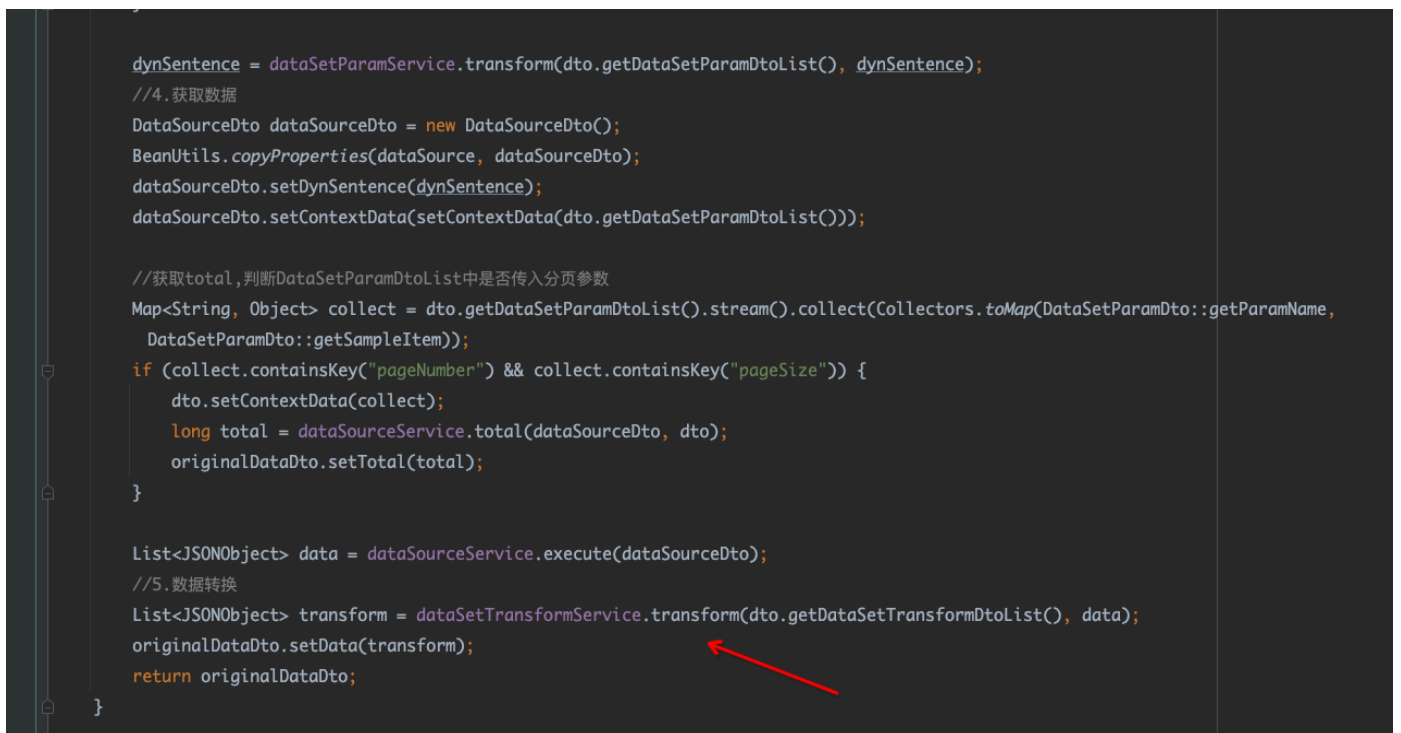 dynSentence = dataSetParamService.transform(dto.getDataSetParamDtoList(), dynSentence);
//4.获取数据
DataSourceDto dataSourceDto = new DataSourceDto();
BeanUtils.copyProperties(dataSource, dataSourceDto);
dataSourceDto.setDynSentence(dynSentence);
dataSourceDto.setContextData(setContextData(dto.getDataSetParamDtoList()));
//获取total,判断DataSetParamDtoList中是否传入分页参数
Map<String, Object> collect = dto.getDataSetParamDtoList().stream().collect(Collectors.toMap(DataSetParamDto::getParamName,
DataSetParamDto::getSampleItem));
if (collect.containsKey("pageNumber") && collect.containsKey("pageSize")) {
dto.setContextData(collect);
long total = dataSourceService.total(dataSourceDto, dto);
originalDataDto.setTotal(total);
}
List<JSONObject> data = dataSourceService.execute(dataSourceDto);
//5.数据转换
List<JSONObject> transform = dataSetTransformService.transform(dto.getDataSetTransformDtoList(), data);
originalDataDto.setData(transform);
return originalDataDto;
}